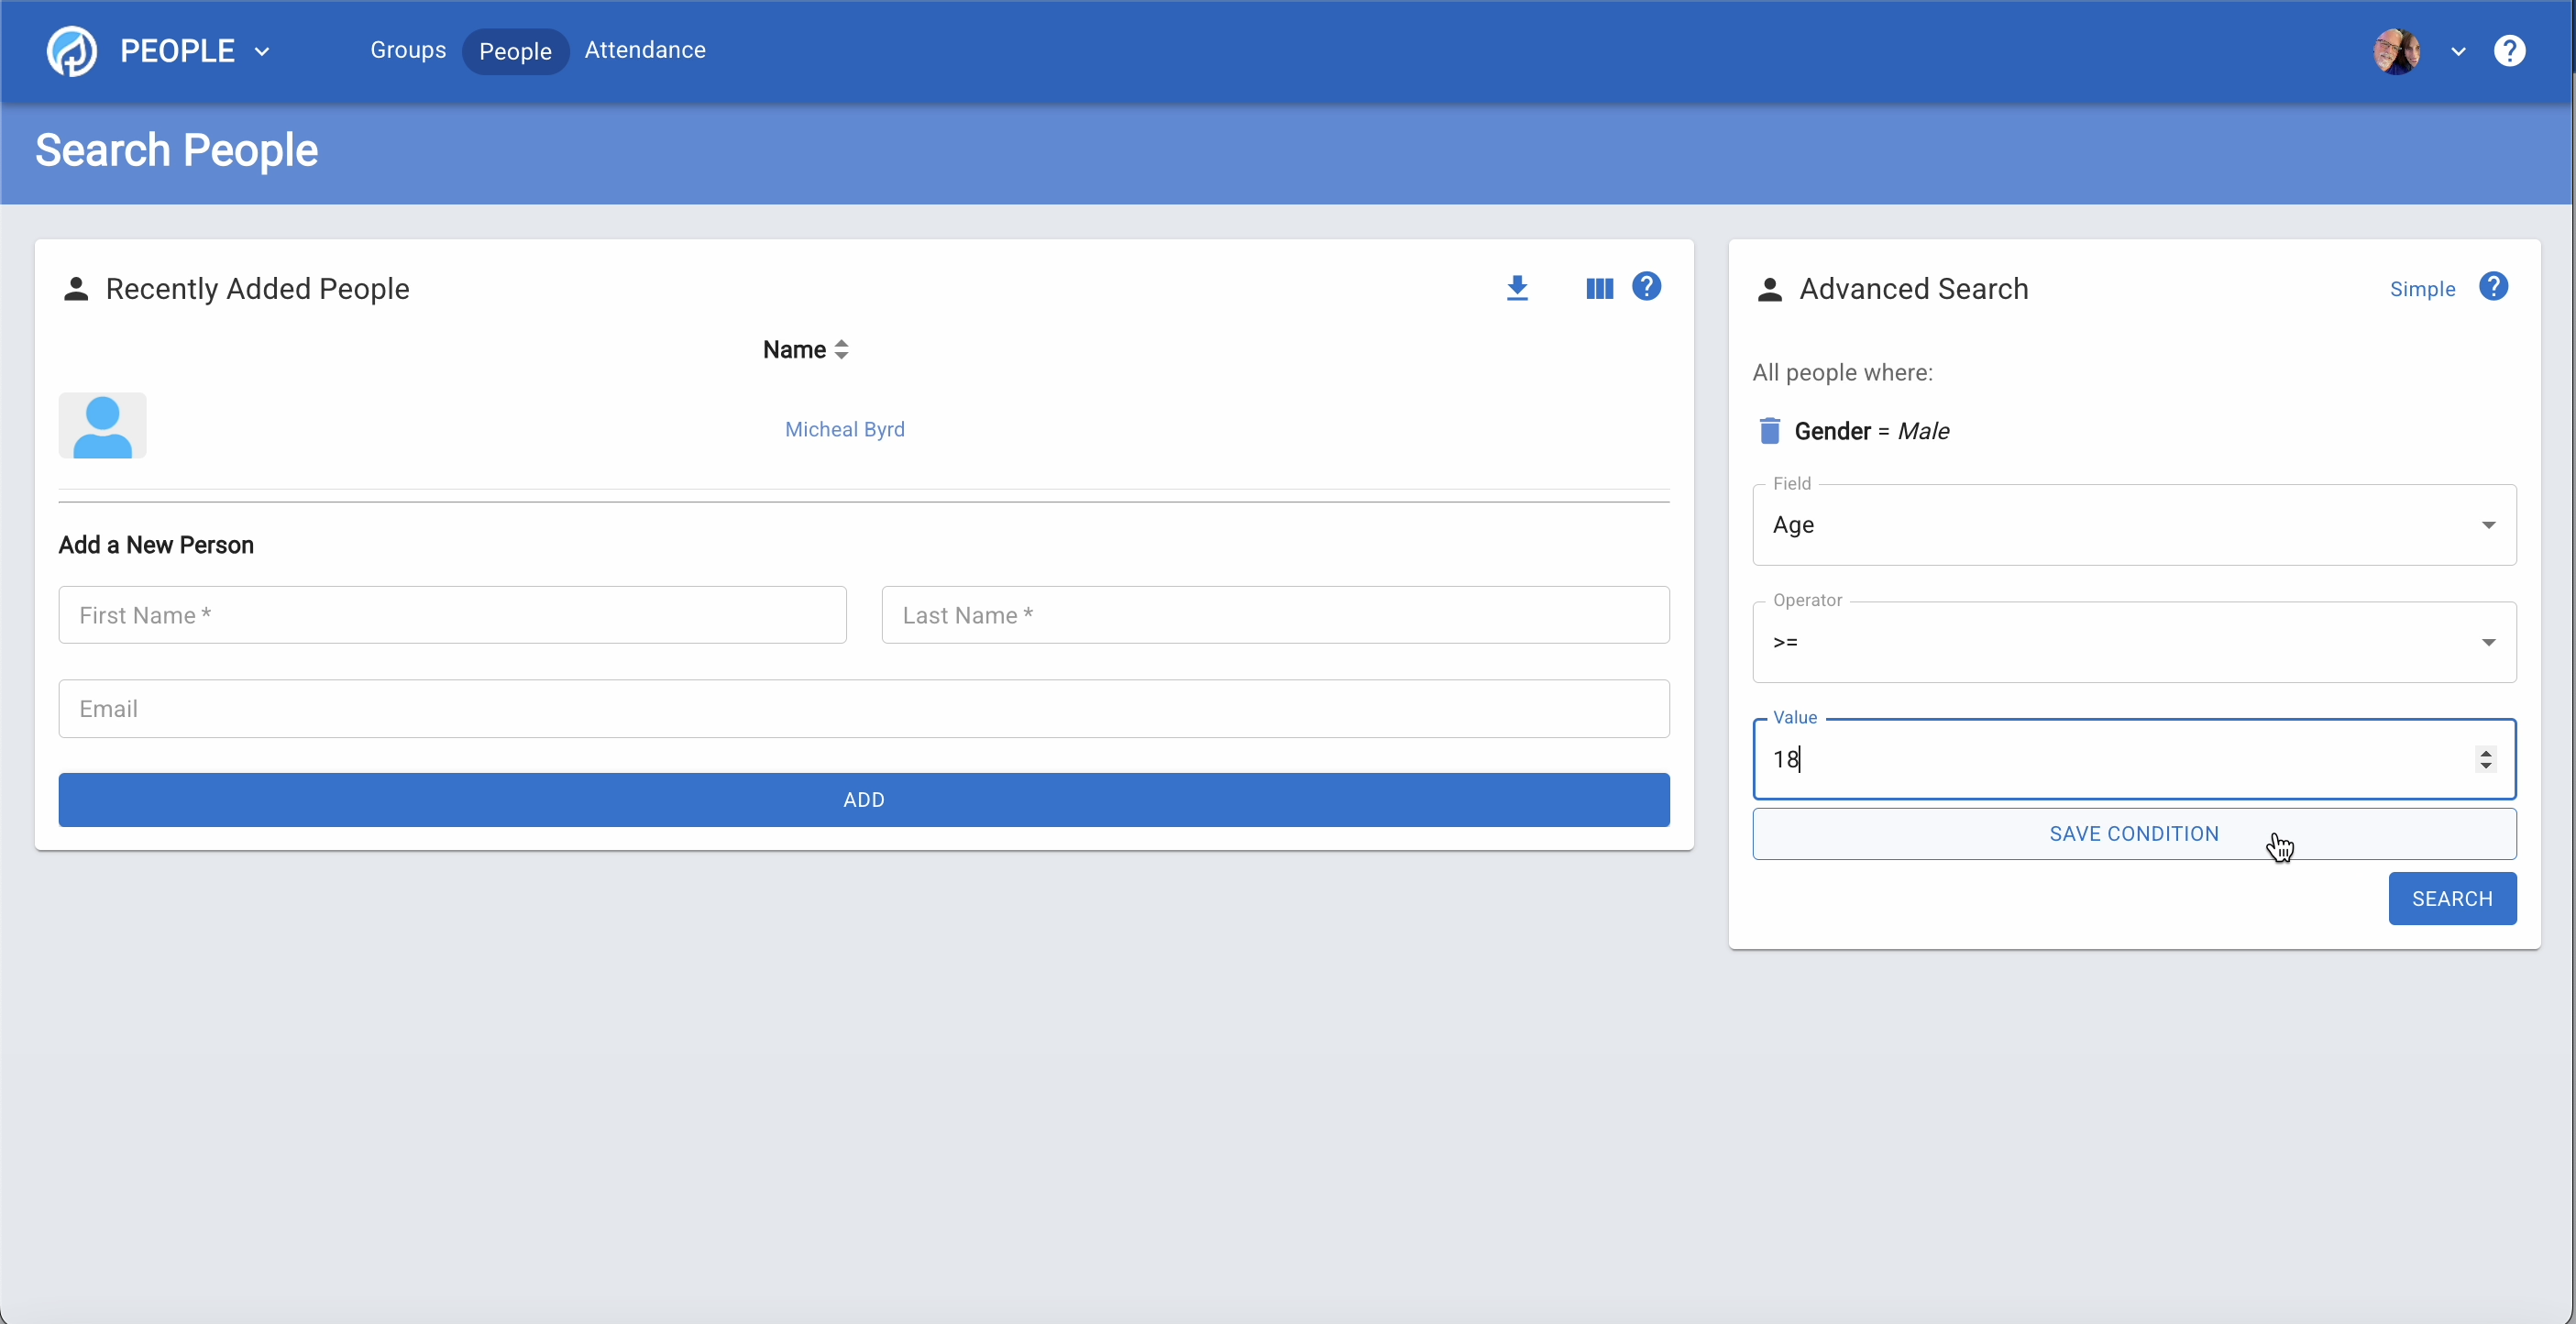 PEOPLE
Groups People Attendance
Search People
Recently Added People
Name
Micheal Byrd
Add a New Person
First Name *
Last Name *
Email
ADD
Advanced Search
Simple
All people where:
Gender = Male
Field
Age
Operator
>=
Value
18
SAVE CONDITION
SEARCH